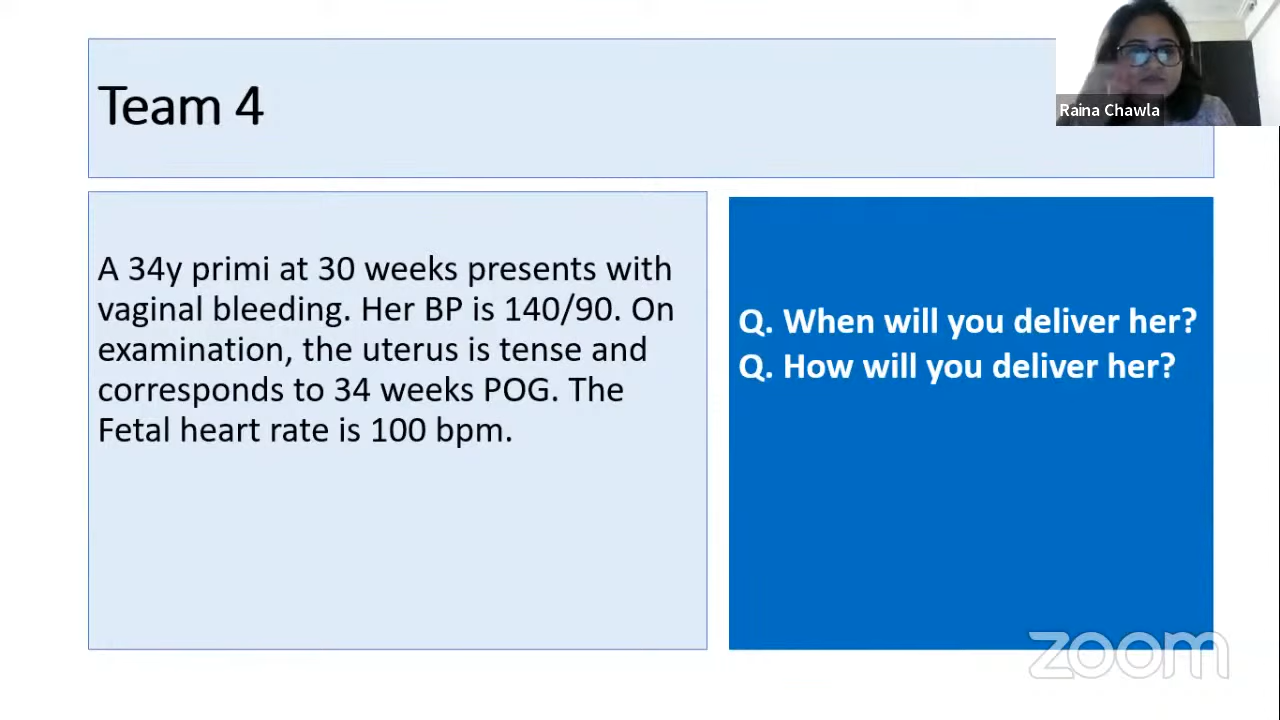 Team 4
Raina Chawla
A 34y primi at 30 weeks presents with
vaginal bleeding. Her BP is 140/90. On
examination, the uterus is tense and
corresponds to 34 weeks POG. The
Fetal heart rate is 100 bpm.
Q. When will you deliver her?
Q. How will you deliver her?
zoom